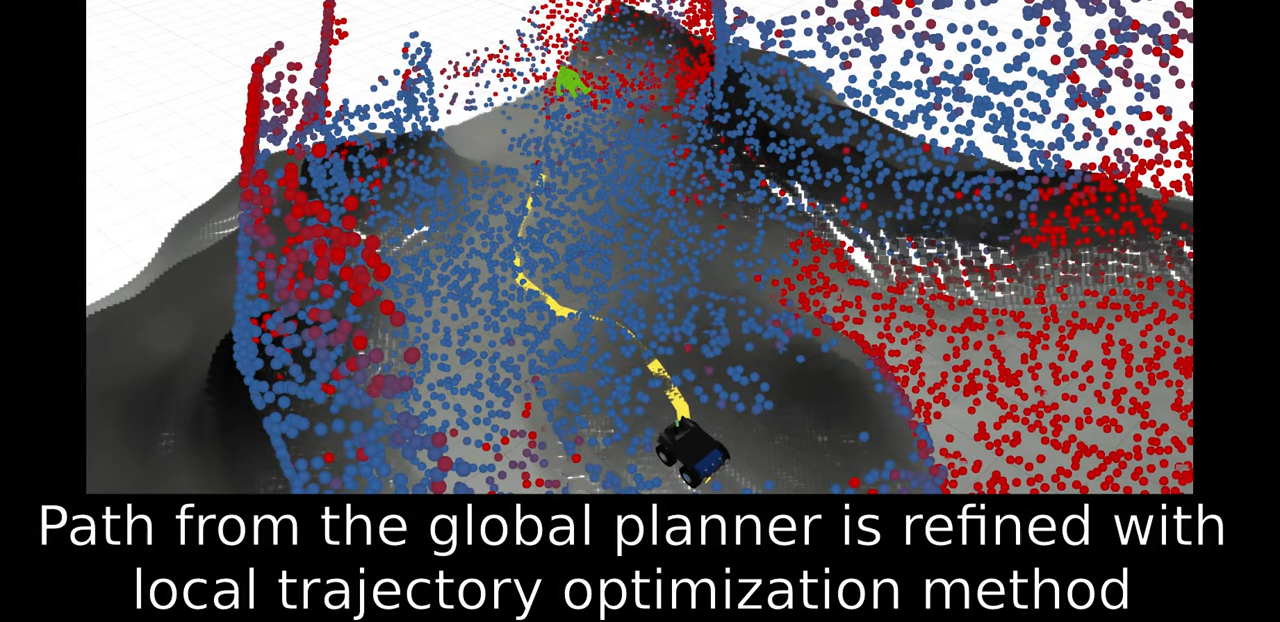 Path from the global planner is refined with
local trajectory optimization method